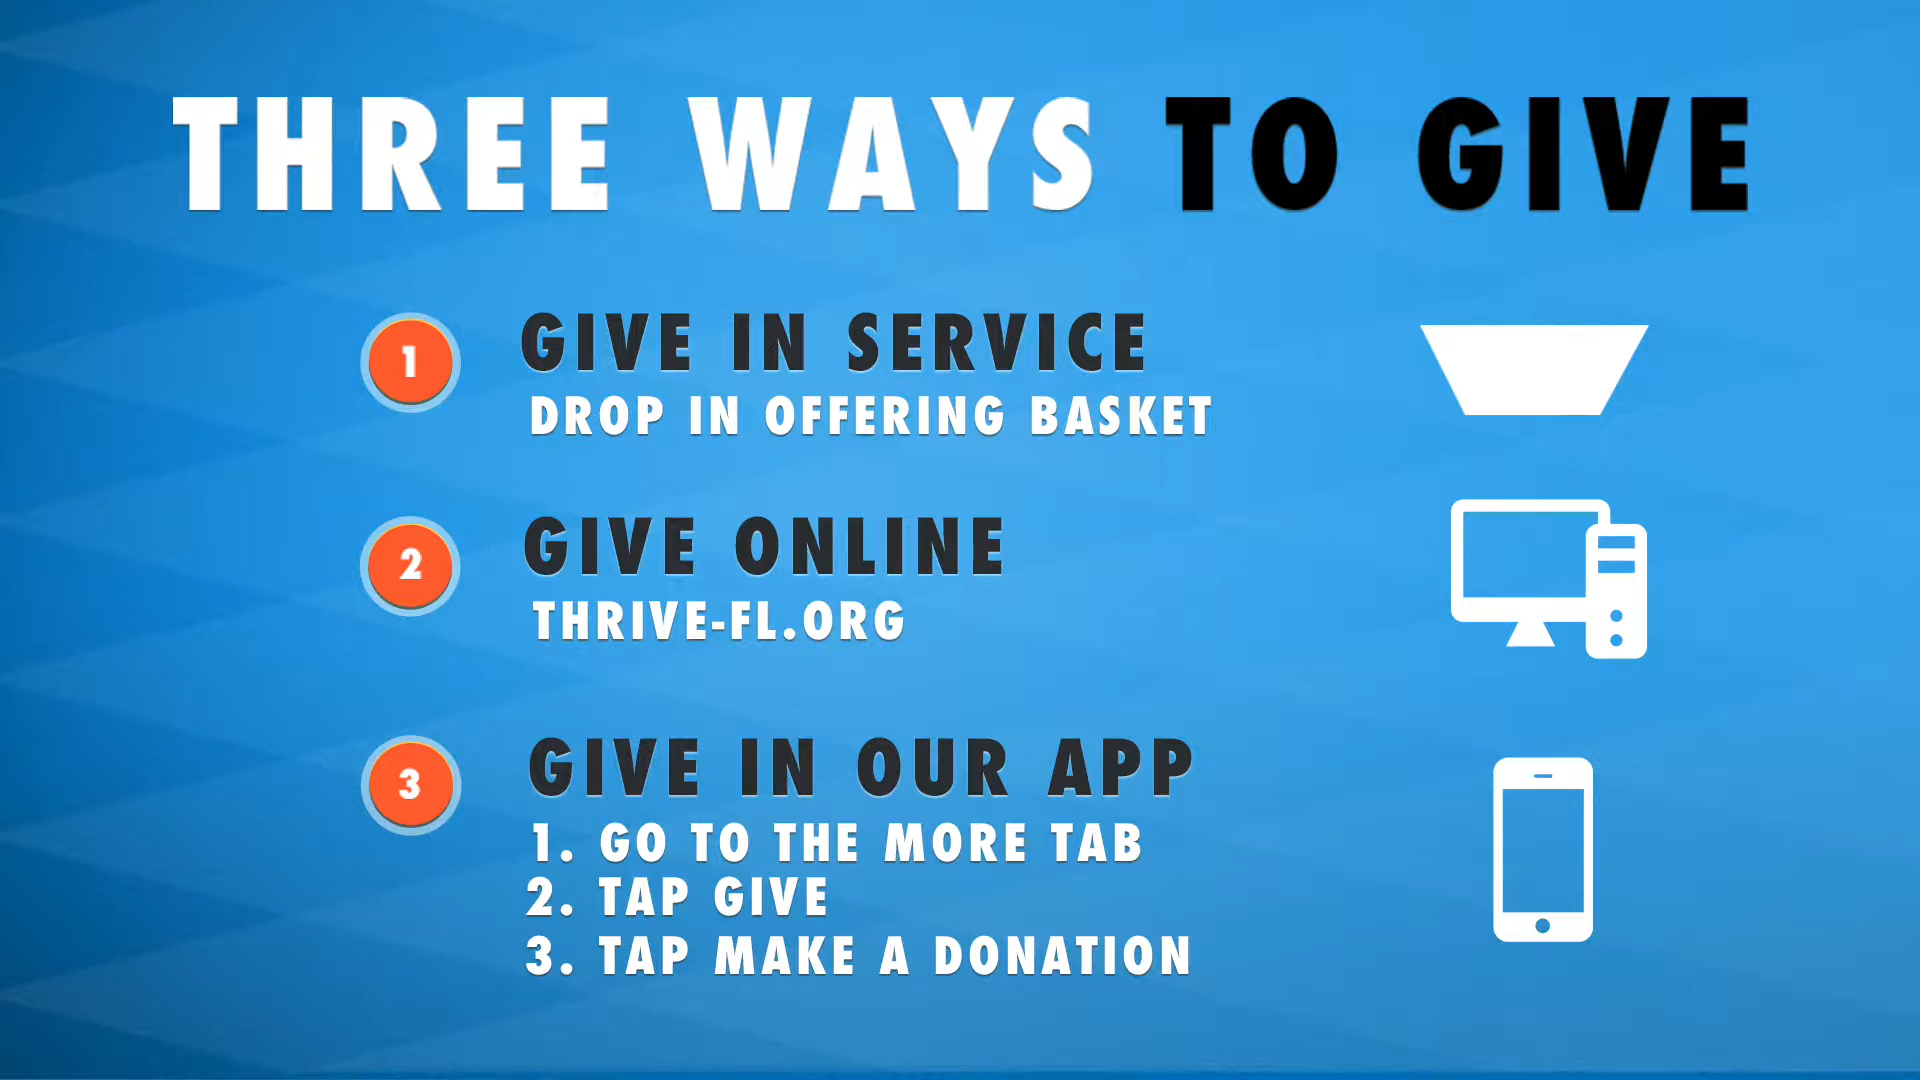 THREE WAYS TO GIVE
1
GIVE IN SERVICE
DROP IN OFFERING BASKET
2
GIVE ONLINE
THRIVE-FL.ORG
3
GIVE IN OUR APP
1. GO TO THE MORE TAB
2. TAP GIVE
3. TAP MAKE A DONATION